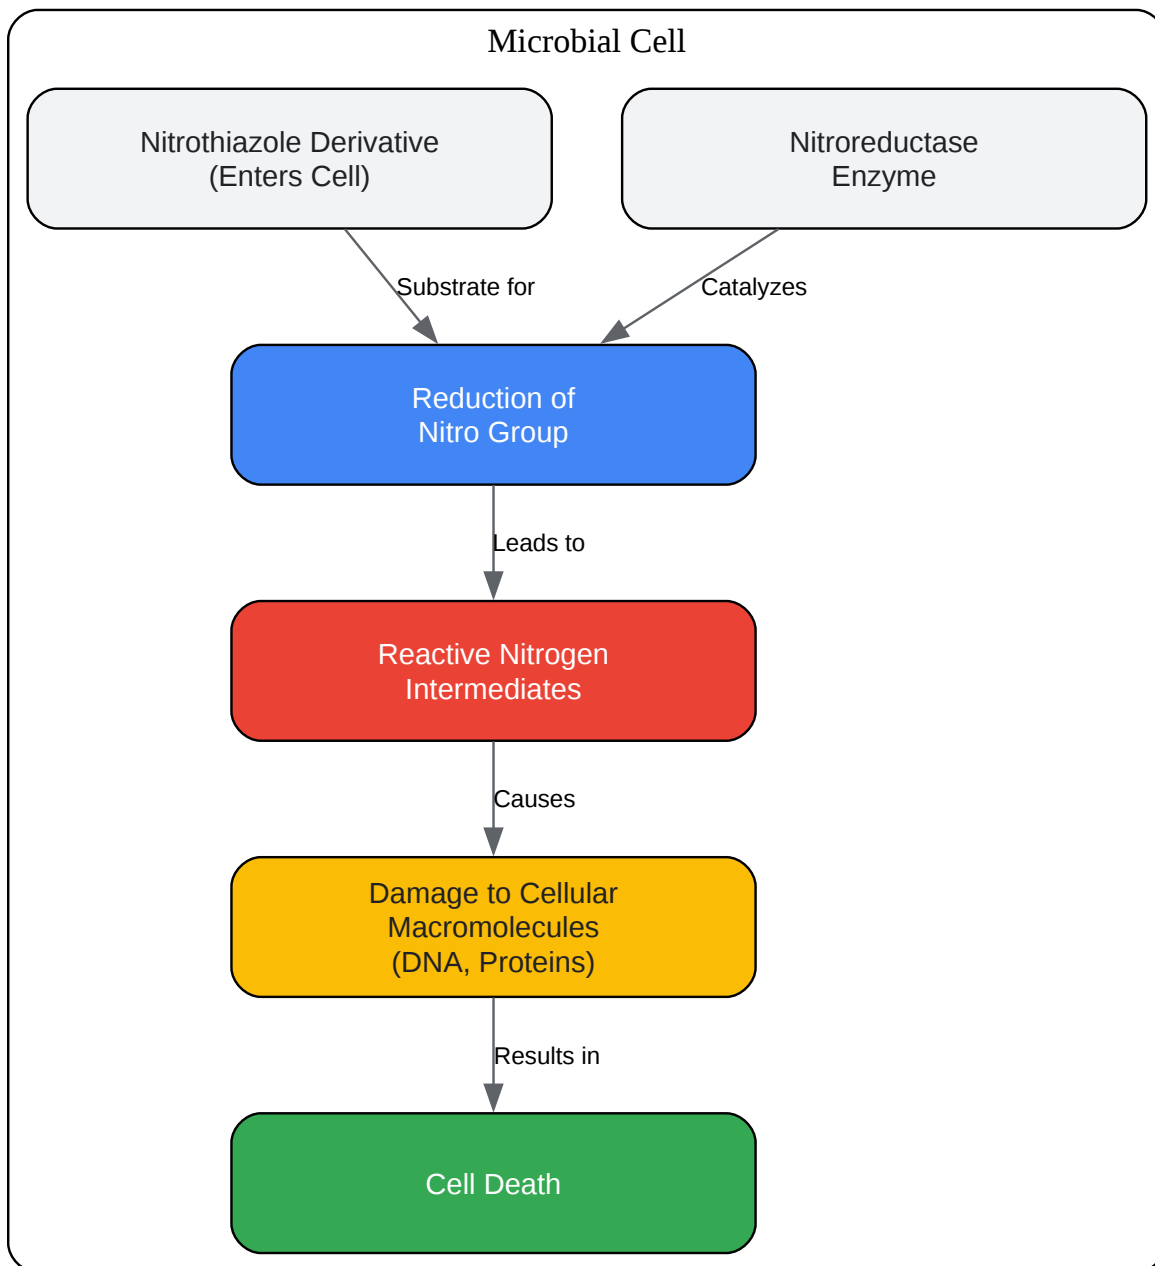 Microbial Cell
Nitrothiazole Derivative
(Enters Cell)
Nitroreductase
Enzyme
Substrate for
Catalyzes
Reduction of
Nitro Group
Leads to
Reactive Nitrogen
Intermediates
Causes
Damage to Cellular
Macromolecules
(DNA, Proteins)
Results in
Cell Death